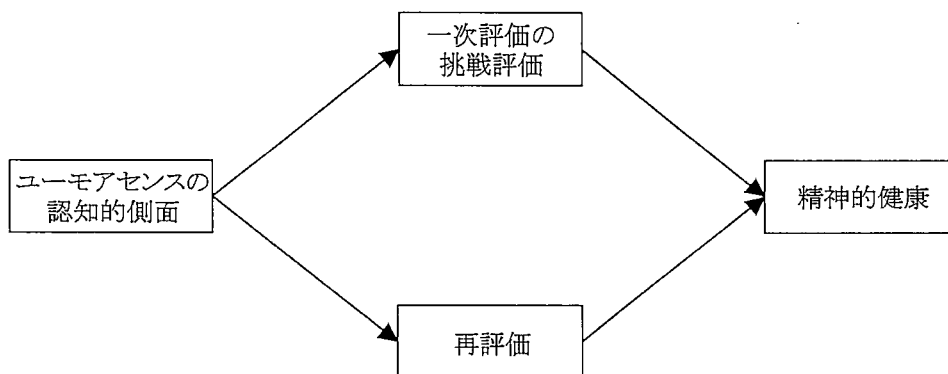 一次評価の
挑戦評価
ユーモアセンスの
認知的側面
精神的健康
再評価